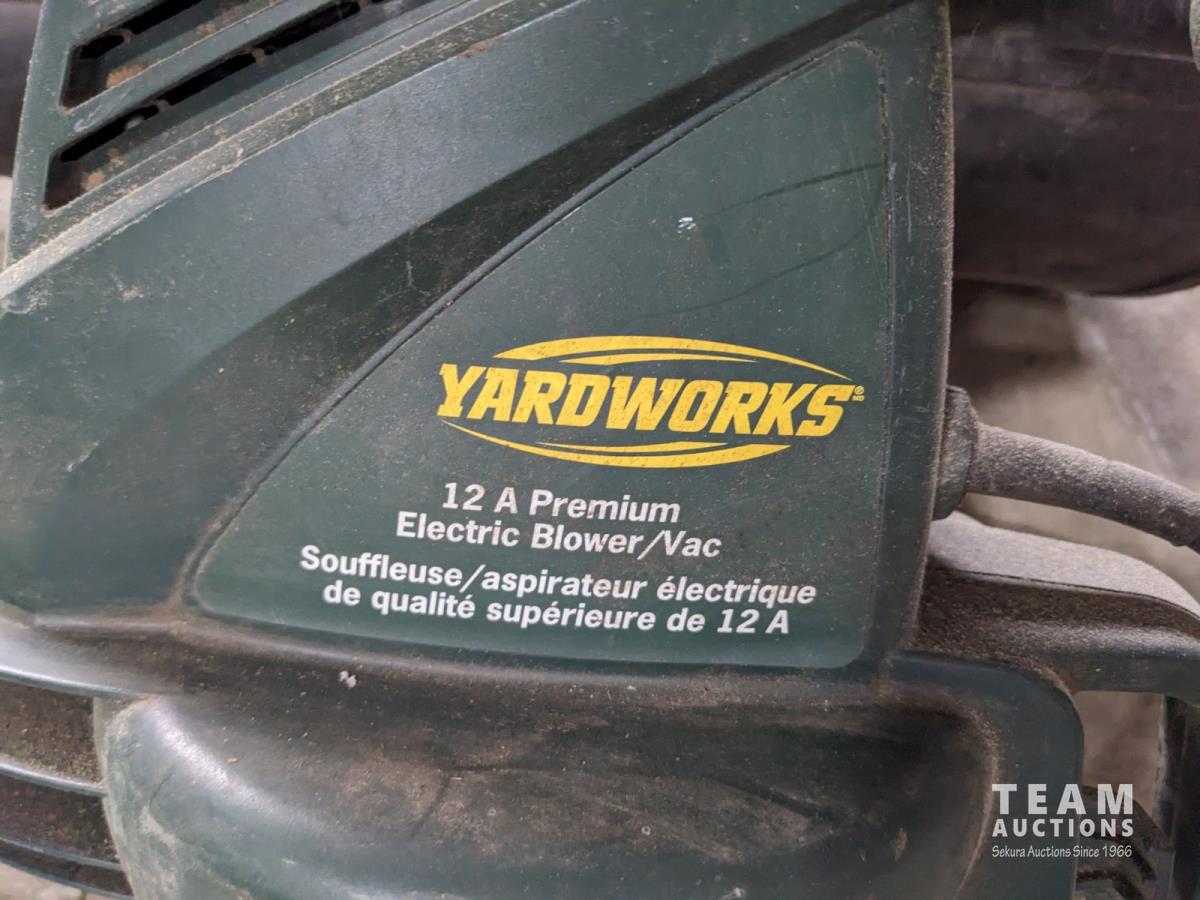 YARDWORKS®
MD
12 A Premium
Electric Blower/Vac
Souffleuse/aspirateur électrique
de qualité supérieure de 12 A
TEAM
AUCTIONS
Sekura Auctions Since 1966